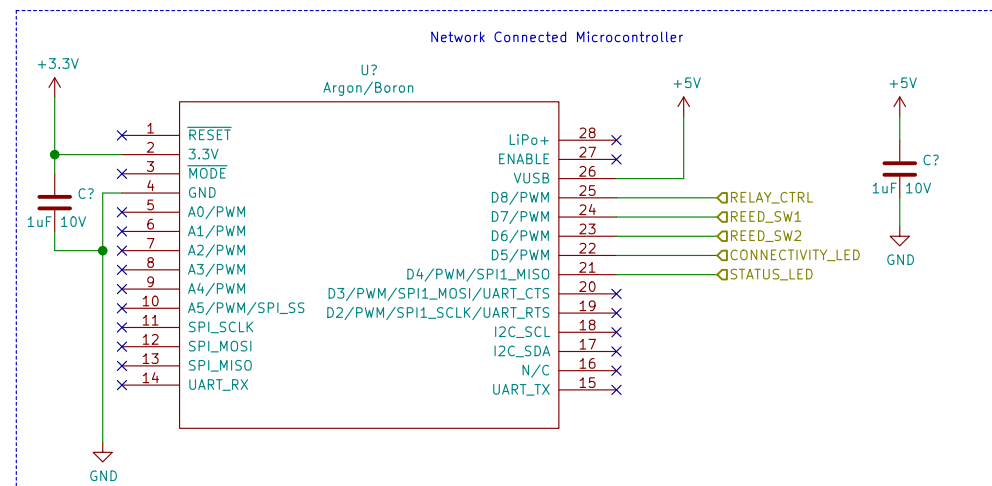 Network Connected Microcontroller
+3.3V
U?
Argon/Boron
+5V
+5V
1 RESET
2 3.3V
3 MODE
4 GND
5 A0/PWM
6 A1/PWM
7 A2/PWM
8 A3/PWM
9 A4/PWM
10 A5/PWM/SPI_SS
11 SPI_SCLK
12 SPI_MOSI
13 SPI_MISO
14 UART_RX
LiPo+ 28
ENABLE 27
VUSB 26
D8/PWM 25 RELAY_CTRL
D7/PWM 24 REED_SW1
D6/PWM 23 REED_SW2
D5/PWM 22 CONNECTIVITY_LED
D4/PWM/SPI1_MISO 21 STATUS_LED
D3/PWM/SPI1_MOSI/UART_CTS 20
D2/PWM/SPI1_SCLK/UART_RTS 19
I2C_SCL 18
I2C_SDA 17
N/C 16
UART_TX 15
C?
1uF 10V
GND
C?
1uF 10V
GND